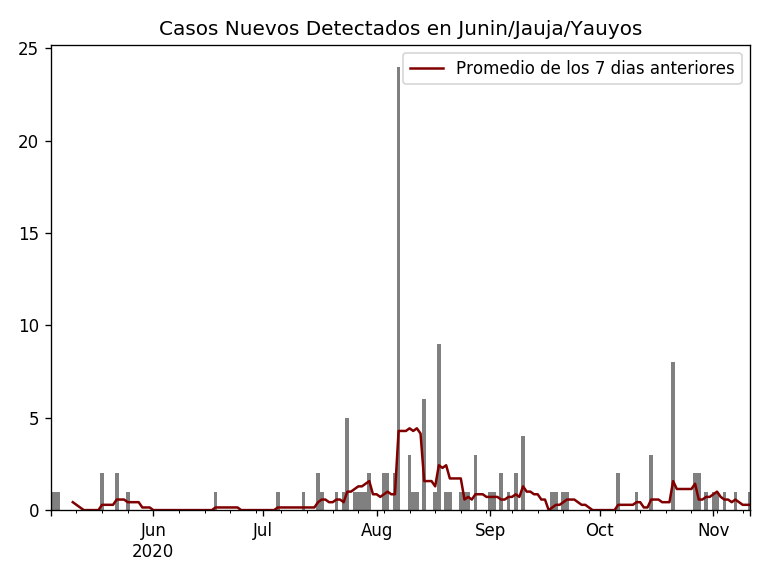 Casos Nuevos Detectados en Junin/Jauja/Yauyos
Promedio de los 7 dias anteriores
25
20
15
10
5
0
Jun
2020
Jul
Aug
Sep
Oct
Nov